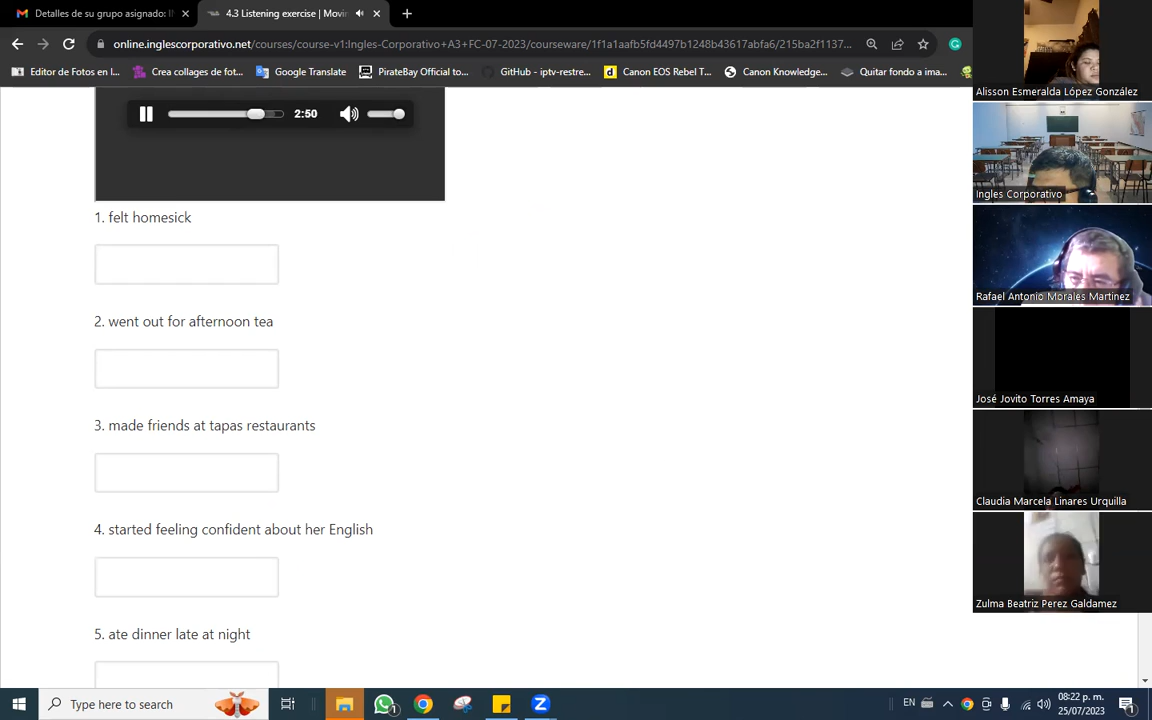 Detalles de su grupo asignado: I
4.3 Listening exercise | Movin
online.inglescorporativo.net/courses/course-v1:Ingles-Corporativo+A3+FC-07-2023/courseware/1f1a1aafb5fd4497b1248b43617abfa6/215ba2f1137...
Editor de Fotos en l...
Crea collages de fot...
Google Translate
PirateBay Official to...
GitHub - iptv-restre...
Canon EOS Rebel T...
Canon Knowledge...
Quitar fondo a ima...
2:50
1. felt homesick
2. went out for afternoon tea
3. made friends at tapas restaurants
4. started feeling confident about her English
5. ate dinner late at night
Alisson Esmeralda López González
Ingles Corporativo
Rafael Antonio Morales Martinez
José Jovito Torres Amaya
Claudia Marcela Linares Urquilla
Zulma Beatriz Perez Galdamez
Type here to search
EN
08:22 p. m.
25/07/2023